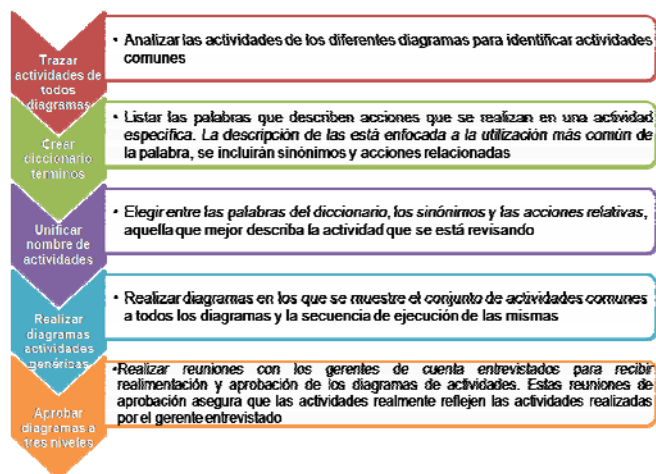 Trazar
actividades de
todos
diagramas
• Analizar las actividades de los diferentes diagramas para identificar actividades
comunes
Crear
diccionario
términos
• Listar las palabras que describen acciones que se realizan en una actividad
específica. La descripción de las está enfocada a la utilización más común de
la palabra, se incluirán sinónimos y acciones relacionadas
Unificar
nombre de
actividades
• Elegir entre las palabras del diccionario, los sinónimos y las acciones relativas,
aquella que mejor describa la actividad que se está revisando
Realizar
diagramas
actividades
genéricas
• Realizar diagramas en los que se muestre el conjunto de actividades comunes
a todos los diagramas y la secuencia de ejecución de las mismas
Aprobar
diagramas a
tres niveles
•Realizar reuniones con los gerentes de cuenta entrevistados para recibir
realimentación y aprobación de los diagramas de actividades. Estas reuniones de
aprobación asegura que las actividades realmente reflejen las actividades realizadas
por el gerente entrevistado